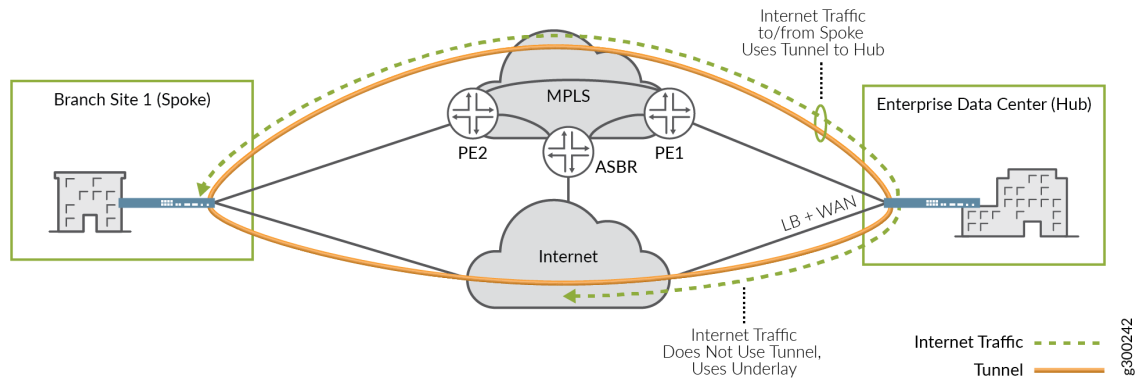 Internet Traffic
to/from Spoke
Uses Tunnel to Hub
Branch Site 1 (Spoke)
Enterprise Data Center (Hub)
MPLS
PE2
PE1
ASBR
LB + WAN
Internet
Internet Traffic
Does Not Use Tunnel,
Uses Underlay
Internet Traffic
Tunnel
g300242